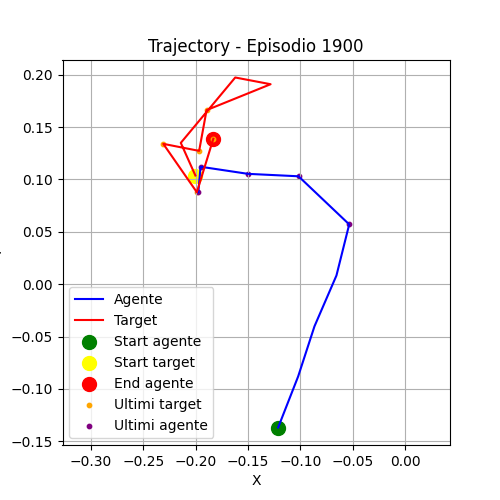 Trajectory - Episodio 1900
0.20
0.15
0.10
0.05
0.00
−0.05
−0.10
−0.15
Agente
Target
Start agente
Start target
End agente
Ultimi target
Ultimi agente
−0.30
−0.25
−0.20
−0.15
−0.10
−0.05
0.00
X